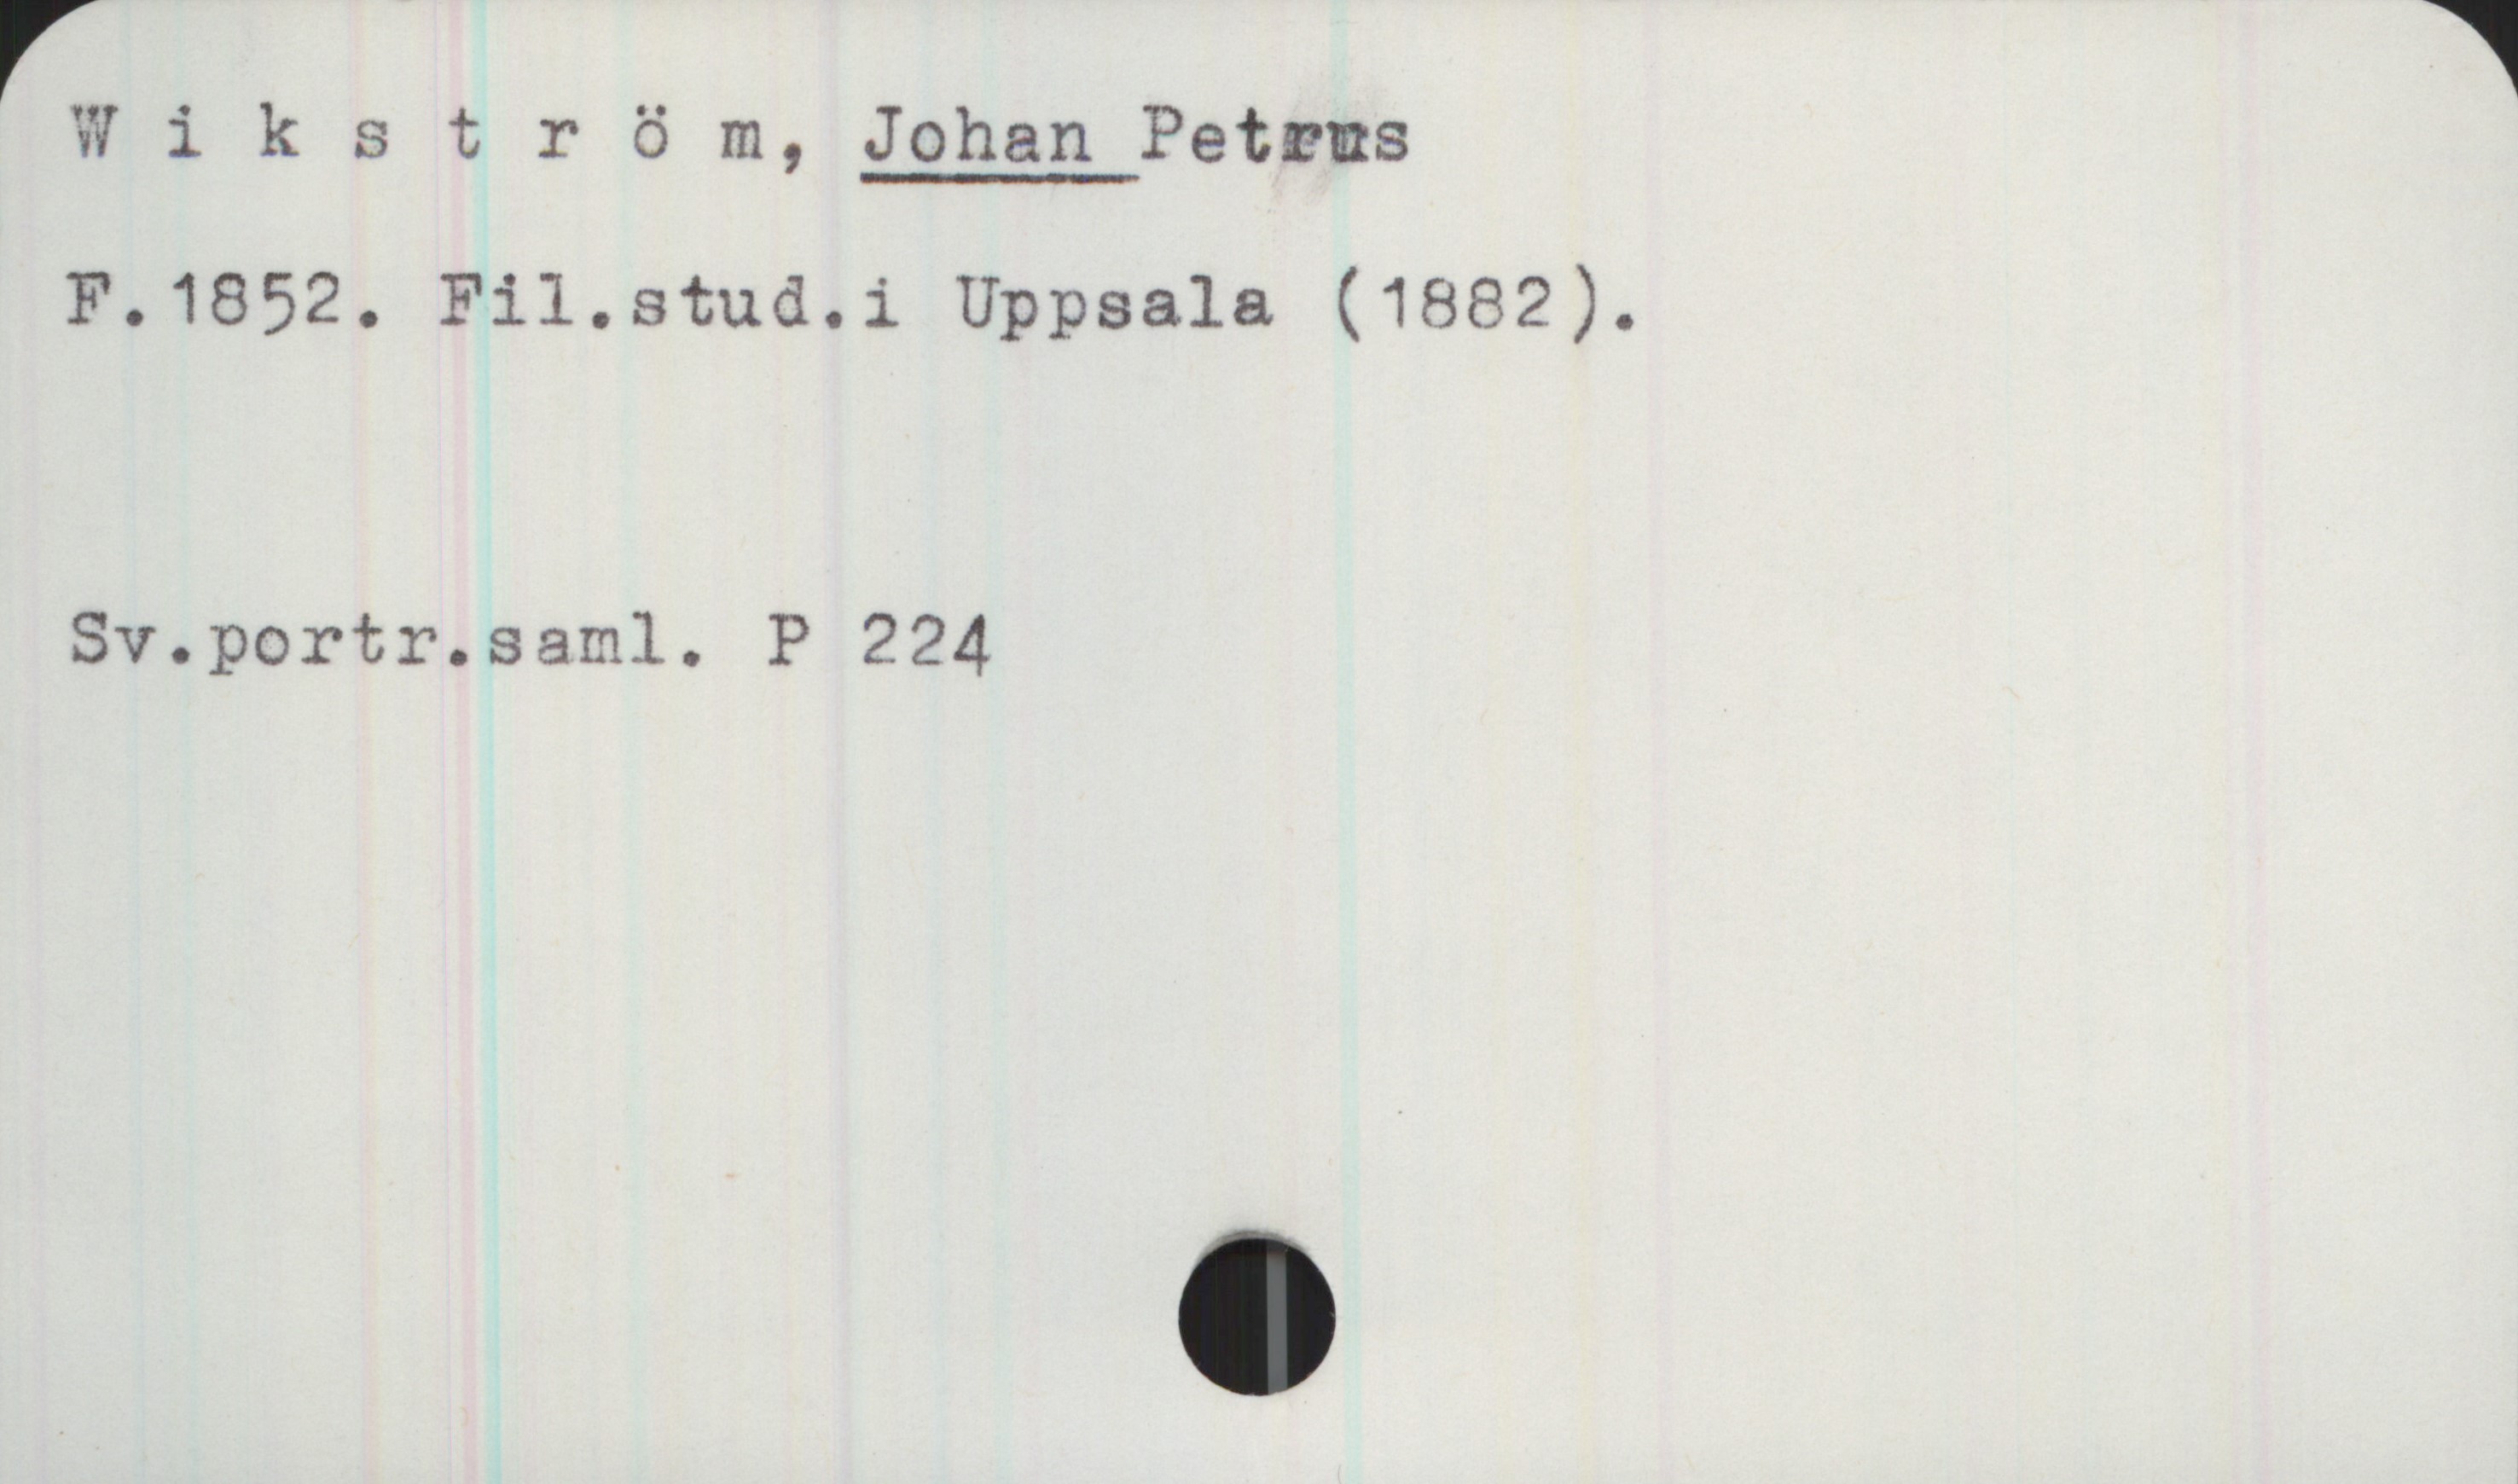 W i k s t r ö m, Johan Petrus
F.1852. Fil.stud.i Uppsala (1882).
Sv.portr.saml. P 224